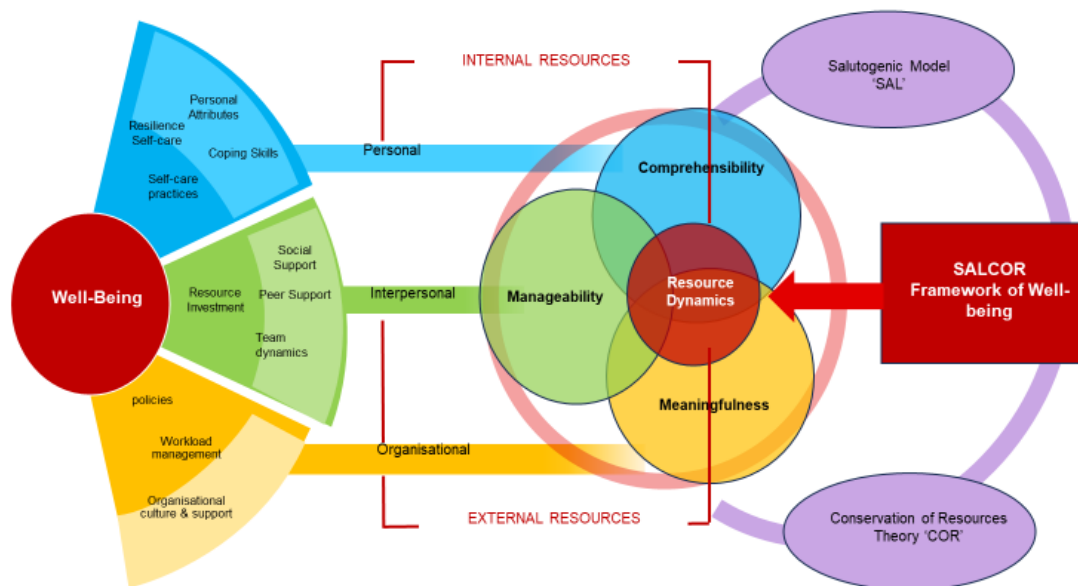 INTERNAL RESOURCES
Salutogenic Model
'SAL'
Personal
Attributes
Resilience
Self-care
Coping Skills
Self-care
practices
Personal
Comprehensibility
Well-Being
Social
Support
Resource
Investment
Peer Support
Team
dynamics
Interpersonal
Manageability
Resource
Dynamics
SALCOR
Framework of Well-
being
policies
Workload
management
Organisational
culture & support
Organisational
Meaningfulness
EXTERNAL RESOURCES
Conservation of Resources
Theory 'COR'